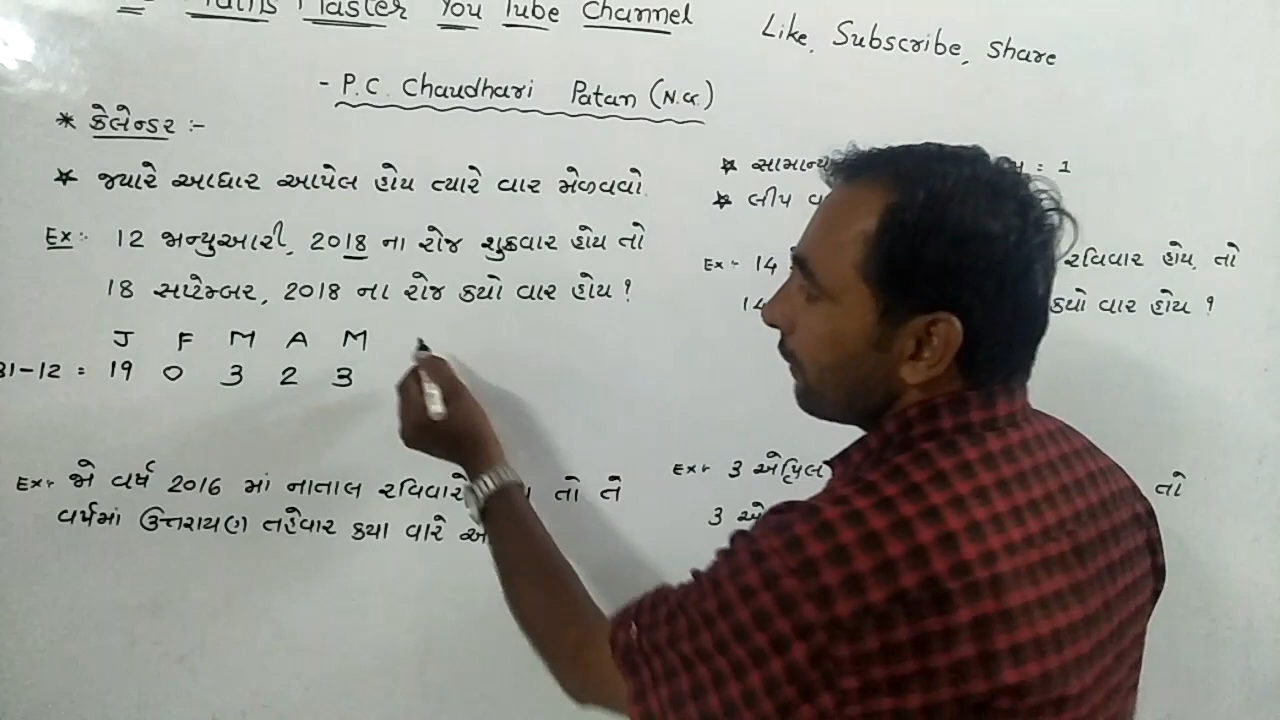 Maths Master You Tube Channel
Like, Subscribe, Share
- P.C. Chaudhari Patan (N.G.)
* કેલેન્ડર :-
* જ્યારે આધાર આપેલ હોય ત્યારે વાર મેળવવો.
Ex:- 12 જાન્યુઆરી, 2018 ના રોજ શુક્રવાર હોય તો
18 સપ્ટેમ્બર, 2018 ના રોજ કયો વાર હોય ?
J F M A M
31-12 = 19 0 3 2 3
Ex:- જો વર્ષ 2016 માં નાતાલ રવિવારે તો તે
વર્ષમાં ઉત્તરાયણ તહેવાર કયા વારે
* સામાન્ય : 1
* લીપ
Ex:- 14 રવિવાર હોય, તો
14 કયો વાર હોય ?
Ex:- 3 એપ્રિલ તો
3